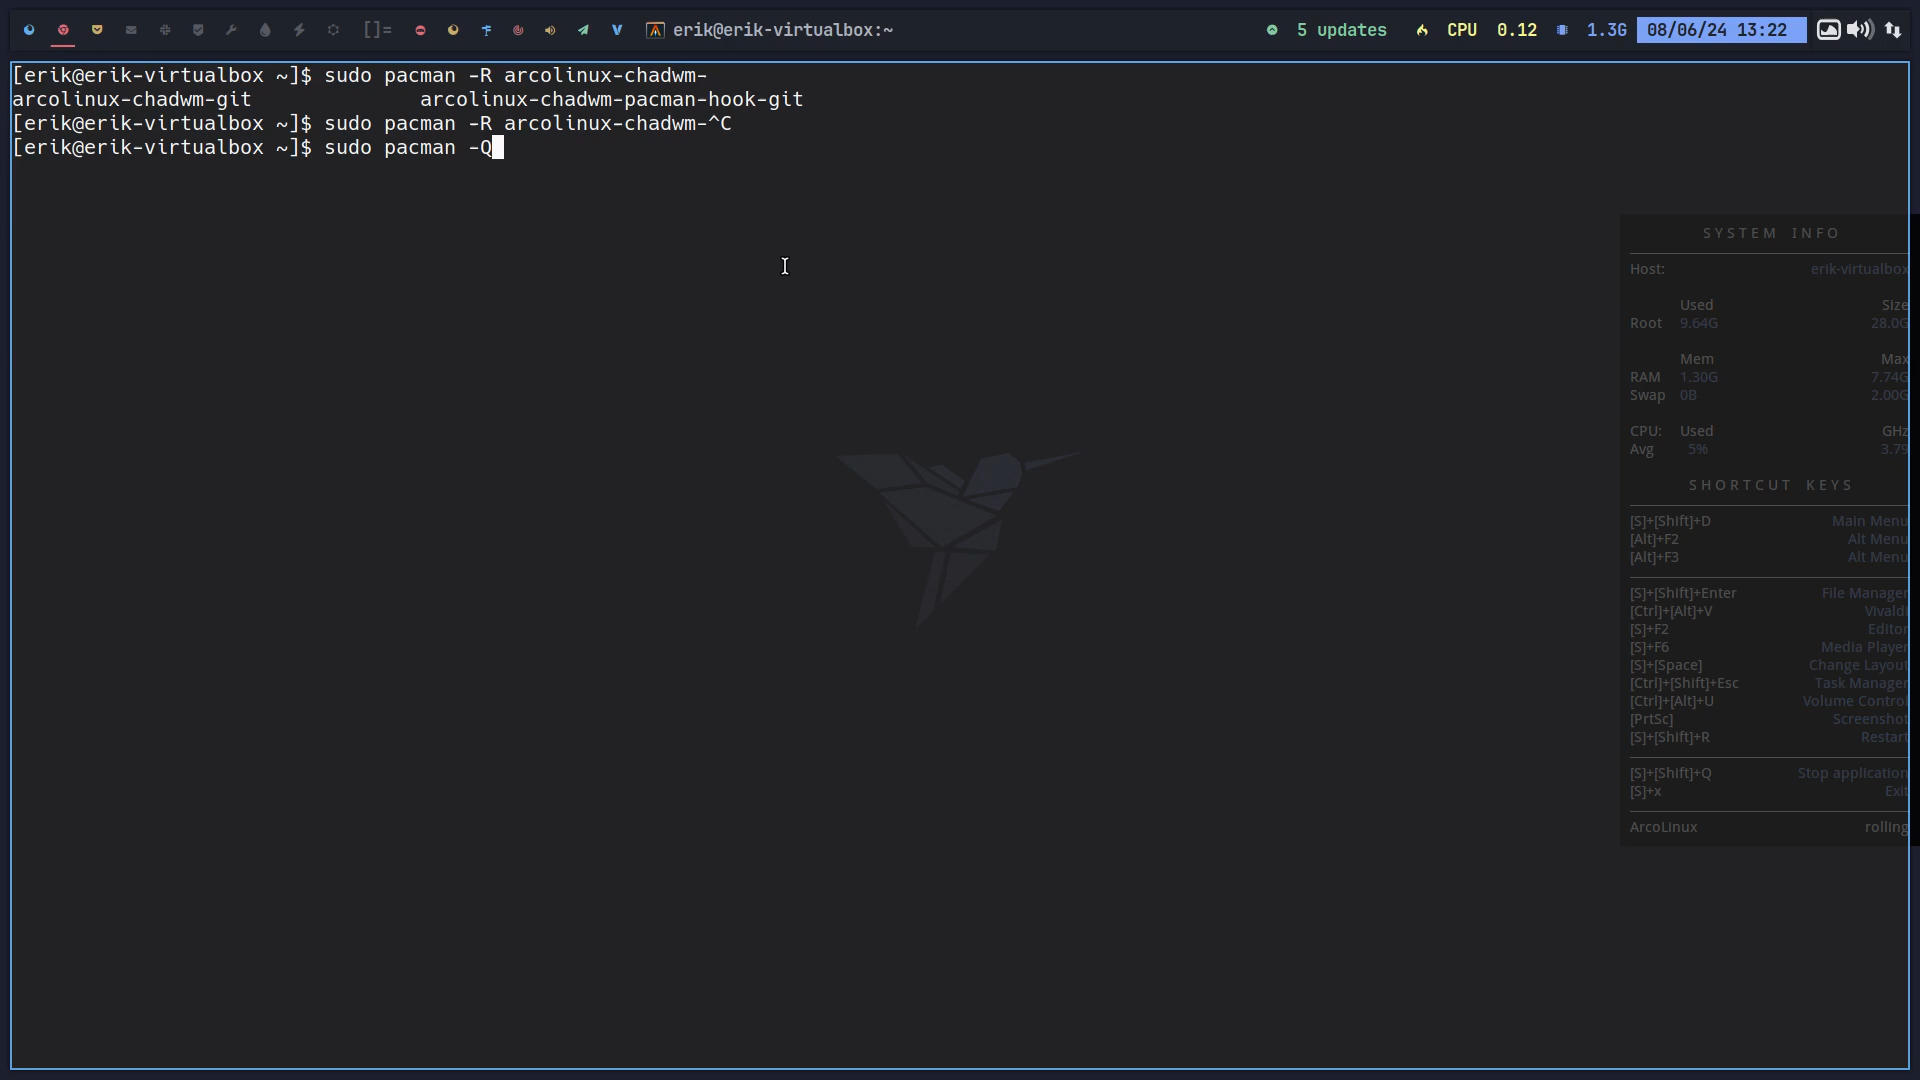 []= erik@erik-virtualbox:~ 5 updates CPU 0.12 1.3G 08/06/24 13:22
[erik@erik-virtualbox ~]$ sudo pacman -R arcolinux-chadwm-
arcolinux-chadwm-git arcolinux-chadwm-pacman-hook-git
[erik@erik-virtualbox ~]$ sudo pacman -R arcolinux-chadwm-^C
[erik@erik-virtualbox ~]$ sudo pacman -Q
SYSTEM INFO
Host: erik-virtualbox
Used Size
Root 9.64G 28.0G
Mem Max
RAM 1.30G 7.74G
Swap 0B 2.00G
CPU: Used GHz
Avg 5% 3.79
SHORTCUT KEYS
[S]+[Shift]+D Main Menu
[Alt]+F2 Alt Menu
[Alt]+F3 Alt Menu
[S]+[Shift]+Enter File Manager
[Ctrl]+[Alt]+V Vivaldi
[S]+F2 Editor
[S]+F6 Media Player
[S]+[Space] Change Layout
[Ctrl]+[Shift]+Esc Task Manager
[Ctrl]+[Alt]+U Volume Control
[PrtSc] Screenshot
[S]+[Shift]+R Restart
[S]+[Shift]+Q Stop application
[S]+x Exit
ArcoLinux rolling